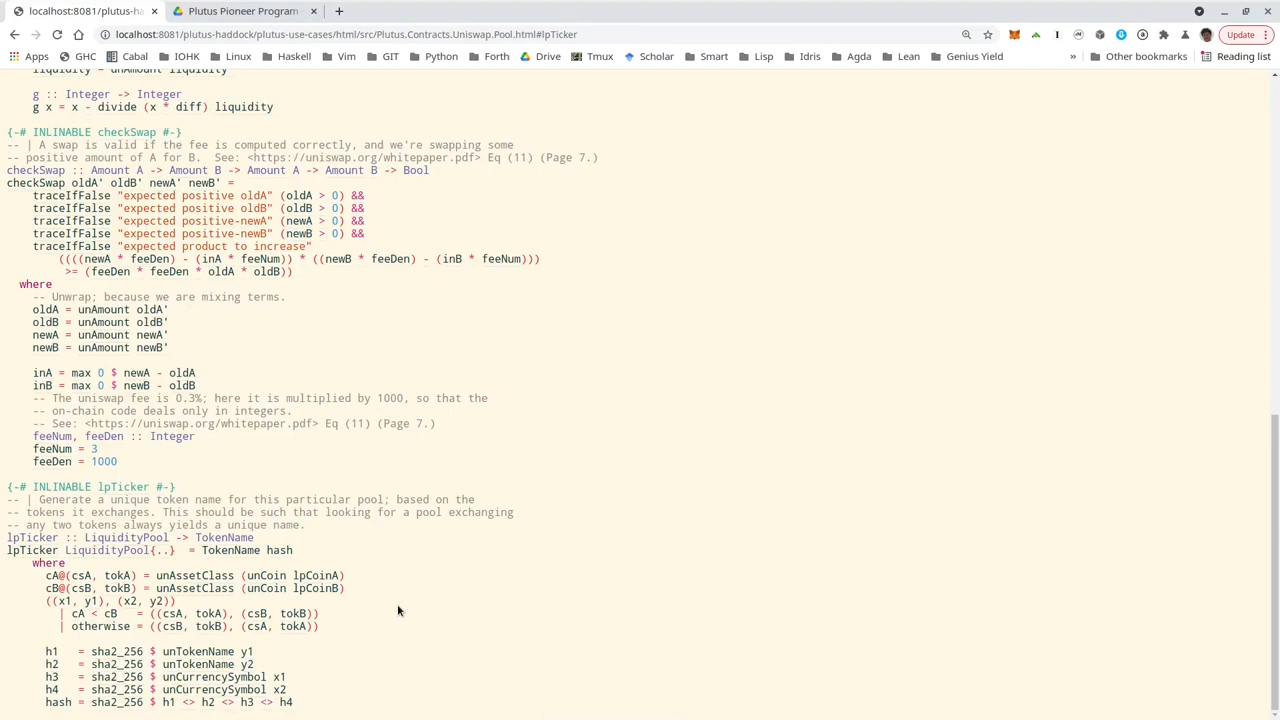 localhost:8081/plutus-ha × Plutus Pioneer Program × +
localhost:8081/plutus-haddock/plutus-use-cases/html/src/Plutus.Contracts.Uniswap.Pool.html#lpTicker Update
Apps GHC Cabal IOHK Linux Haskell Vim GIT Python Forth Drive Tmux Scholar Smart Lisp Idris Agda Lean Genius Yield » Other bookmarks Reading list
liquidity = unAmount liquidity'
g :: Integer -> Integer
g x = x - divide (x * diff) liquidity
{-# INLINABLE checkSwap #-}
-- | A swap is valid if the fee is computed correctly, and we're swapping some
-- positive amount of A for B.  See: <https://uniswap.org/whitepaper.pdf> Eq (11) (Page 7.)
checkSwap :: Amount A -> Amount B -> Amount A -> Amount B -> Bool
checkSwap oldA' oldB' newA' newB' =
traceIfFalse "expected positive oldA" (oldA > 0) &&
traceIfFalse "expected positive oldB" (oldB > 0) &&
traceIfFalse "expected positive-newA" (newA > 0) &&
traceIfFalse "expected positive-newB" (newB > 0) &&
traceIfFalse "expected product to increase"
((((newA * feeDen) - (inA * feeNum)) * ((newB * feeDen) - (inB * feeNum)))
>= (feeDen * feeDen * oldA * oldB))
where
-- Unwrap; because we are mixing terms.
oldA = unAmount oldA'
oldB = unAmount oldB'
newA = unAmount newA'
newB = unAmount newB'
inA = max 0 $ newA - oldA
inB = max 0 $ newB - oldB
-- The uniswap fee is 0.3%; here it is multiplied by 1000, so that the
-- on-chain code deals only in integers.
-- See: <https://uniswap.org/whitepaper.pdf> Eq (11) (Page 7.)
feeNum, feeDen :: Integer
feeNum = 3
feeDen = 1000
{-# INLINABLE lpTicker #-}
-- | Generate a unique token name for this particular pool; based on the
-- tokens it exchanges. This should be such that looking for a pool exchanging
-- any two tokens always yields a unique name.
lpTicker :: LiquidityPool -> TokenName
lpTicker LiquidityPool{..}  = TokenName hash
where
cA@(csA, tokA) = unAssetClass (unCoin lpCoinA)
cB@(csB, tokB) = unAssetClass (unCoin lpCoinB)
((x1, y1), (x2, y2))
| cA < cB   = ((csA, tokA), (csB, tokB))
| otherwise = ((csB, tokB), (csA, tokA))
h1   = sha2_256 $ unTokenName y1
h2   = sha2_256 $ unTokenName y2
h3   = sha2_256 $ unCurrencySymbol x1
h4   = sha2_256 $ unCurrencySymbol x2
hash = sha2_256 $ h1 <> h2 <> h3 <> h4